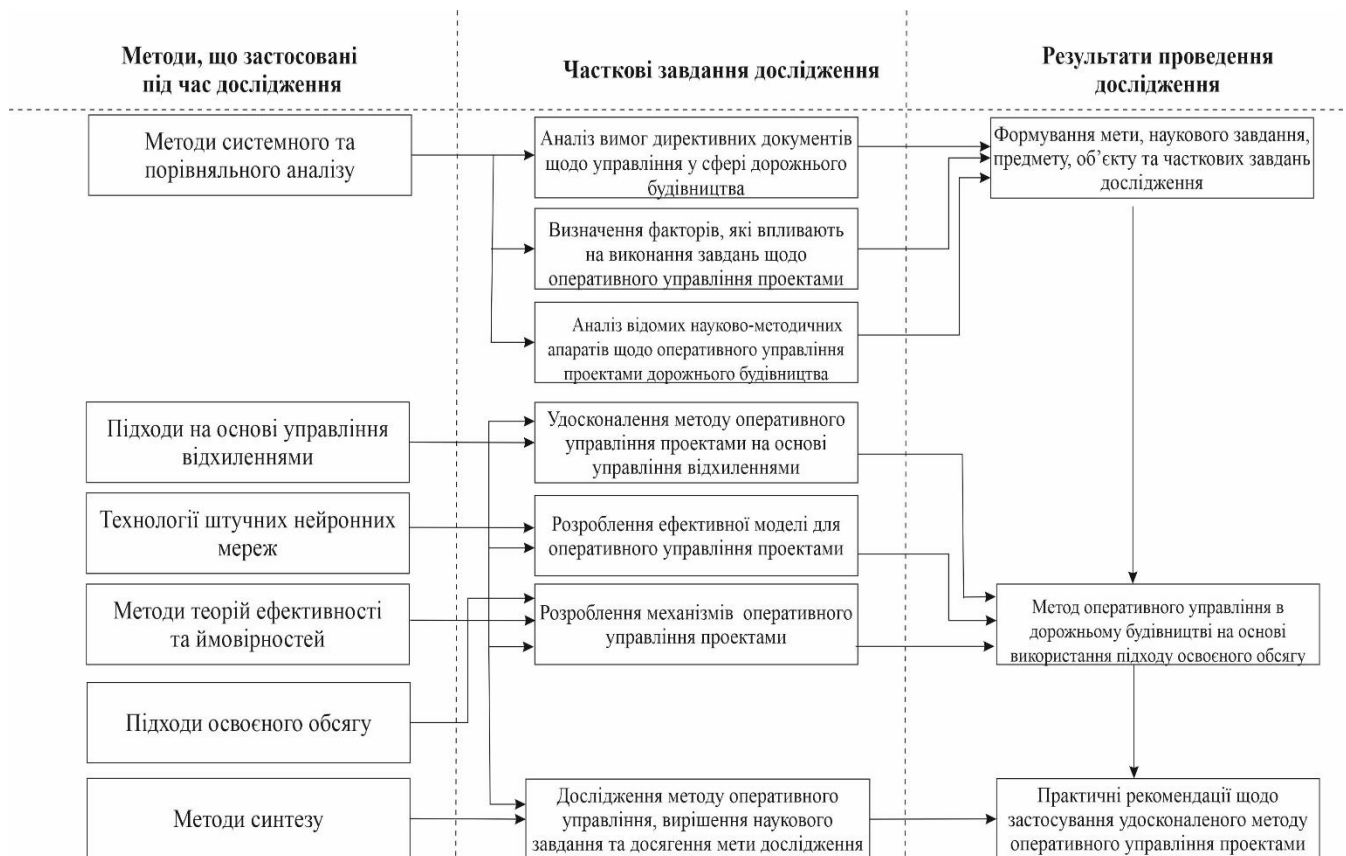 Методи, що застосовані
під час дослідження
Часткові завдання дослідження
Результати проведення
дослідження
Методи системного та
порівняльного аналізу
Аналіз вимог директивних документів
щодо управління у сфері дорожнього
будівництва
Формування мети, наукового завдання,
предмету, об’єкту та часткових завдань
дослідження
Визначення факторів, які впливають
на виконання завдань щодо
оперативного управління проектами
Аналіз відомих науково-методичних
апаратів щодо оперативного управління
проектами дорожнього будівництва
Підходи на основі управління
відхиленнями
Удосконалення методу оперативного
управління проектами на основі
управління відхиленнями
Технології штучних нейронних
мереж
Розроблення ефективної моделі для
оперативного управління проектами
Методи теорій ефективності
та ймовірностей
Розроблення механізмів оперативного
управління проектами
Метод оперативного управління в
дорожньому будівництві на основі
використання підходу освоєного обсягу
Підходи освоєного обсягу
Методи синтезу
Дослідження методу оперативного
управління, вирішення наукового
завдання та досягення мети дослідження
Практичні рекомендації щодо
застосування удосконаленого методу
оперативного управління проектами